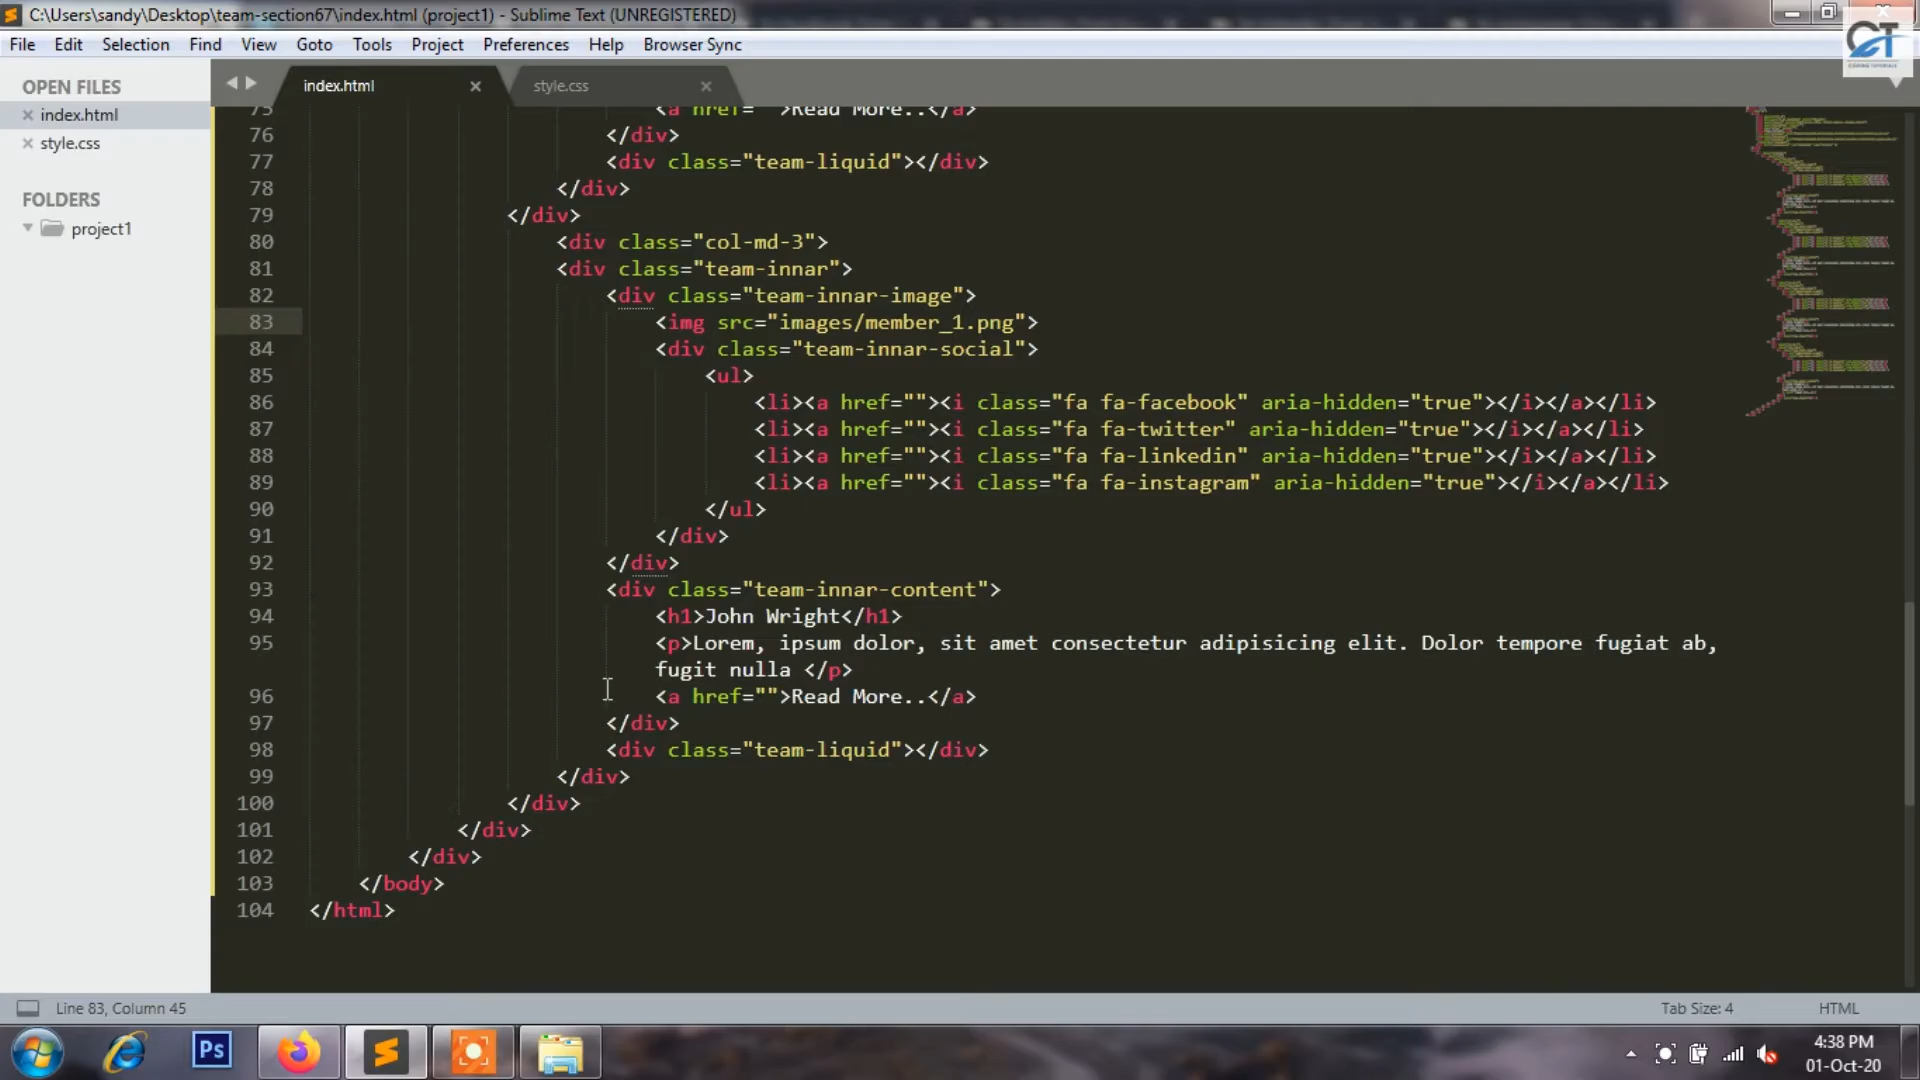 C:\Users\sandy\Desktop\team-section67\index.html (project1) - Sublime Text (UNREGISTERED)
File Edit Selection Find View Goto Tools Project Preferences Help Browser Sync
OPEN FILES
index.html
style.css
FOLDERS
project1
index.html
style.css
75 <a href="">Read More..</a>
76 </div>
77 <div class="team-liquid"></div>
78 </div>
79 </div>
80 <div class="col-md-3">
81 <div class="team-innar">
82 <div class="team-innar-image">
83 <img src="images/member_1.png">
84 <div class="team-innar-social">
85 <ul>
86 <li><a href=""><i class="fa fa-facebook" aria-hidden="true"></i></a></li>
87 <li><a href=""><i class="fa fa-twitter" aria-hidden="true"></i></a></li>
88 <li><a href=""><i class="fa fa-linkedin" aria-hidden="true"></i></a></li>
89 <li><a href=""><i class="fa fa-instagram" aria-hidden="true"></i></a></li>
90 </ul>
91 </div>
92 </div>
93 <div class="team-innar-content">
94 <h1>John Wright</h1>
95 <p>Lorem, ipsum dolor, sit amet consectetur adipisicing elit. Dolor tempore fugiat ab,
fugit nulla </p>
96 <a href="">Read More..</a>
97 </div>
98 <div class="team-liquid"></div>
99 </div>
100 </div>
101 </div>
102 </div>
103 </body>
104 </html>
Line 83, Column 45
Tab Size: 4
HTML
Ps
4:38 PM
01-Oct-20
CT